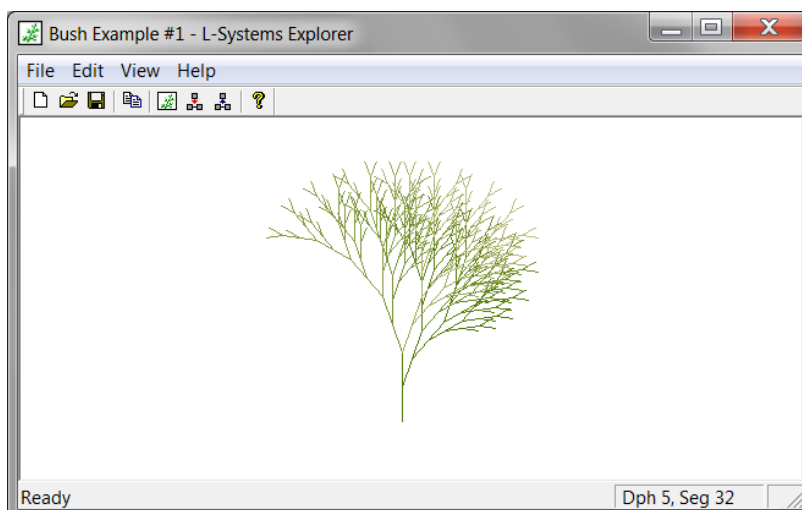 Bush Example #1 - L-Systems Explorer
File Edit View Help
Ready
Dph 5, Seg 32